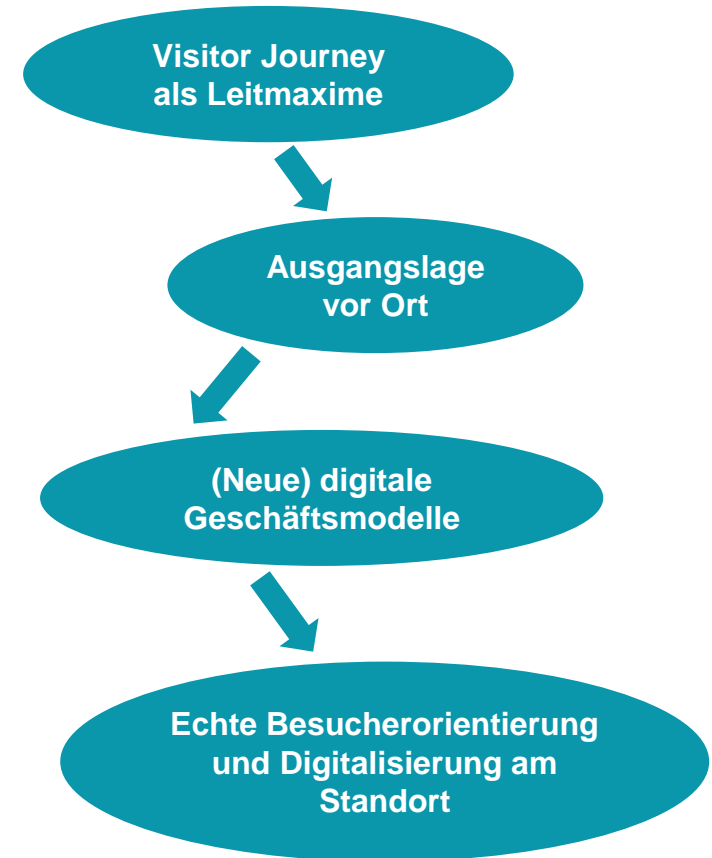 Visitor Journey
als Leitmaxime
Ausgangslage
vor Ort
(Neue) digitale
Geschäftsmodelle
Echte Besucherorientierung
und Digitalisierung am
Standort